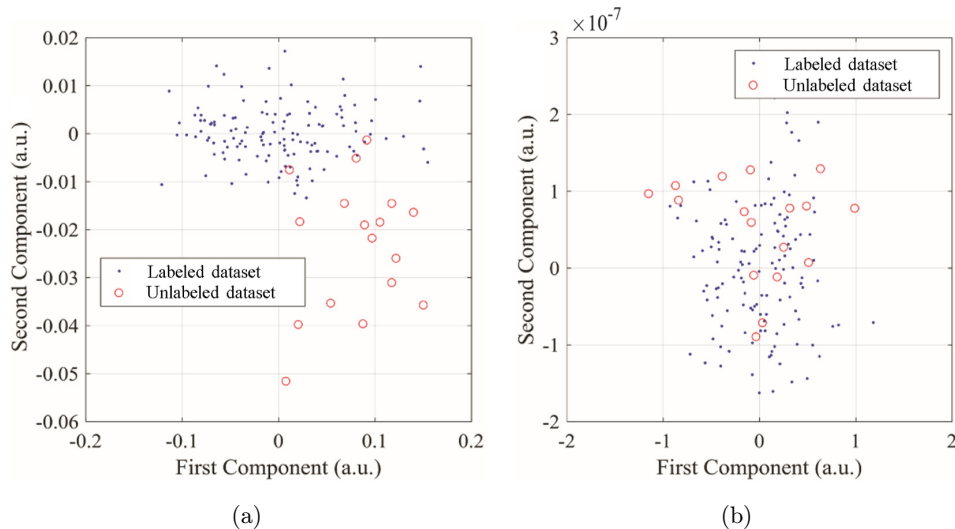 0.02
0.01
0
-0.01
-0.02
-0.03
-0.04
-0.05
-0.06
Second Component (a.u.)
Labeled dataset
Unlabeled dataset
-0.2 -0.1 0 0.1 0.2
First Component (a.u.)
(a)
×10⁻⁷
3
2
1
0
-1
-2
Second Component (a.u.)
Labeled dataset
Unlabeled dataset
-2 -1 0 1 2
First Component (a.u.)
(b)